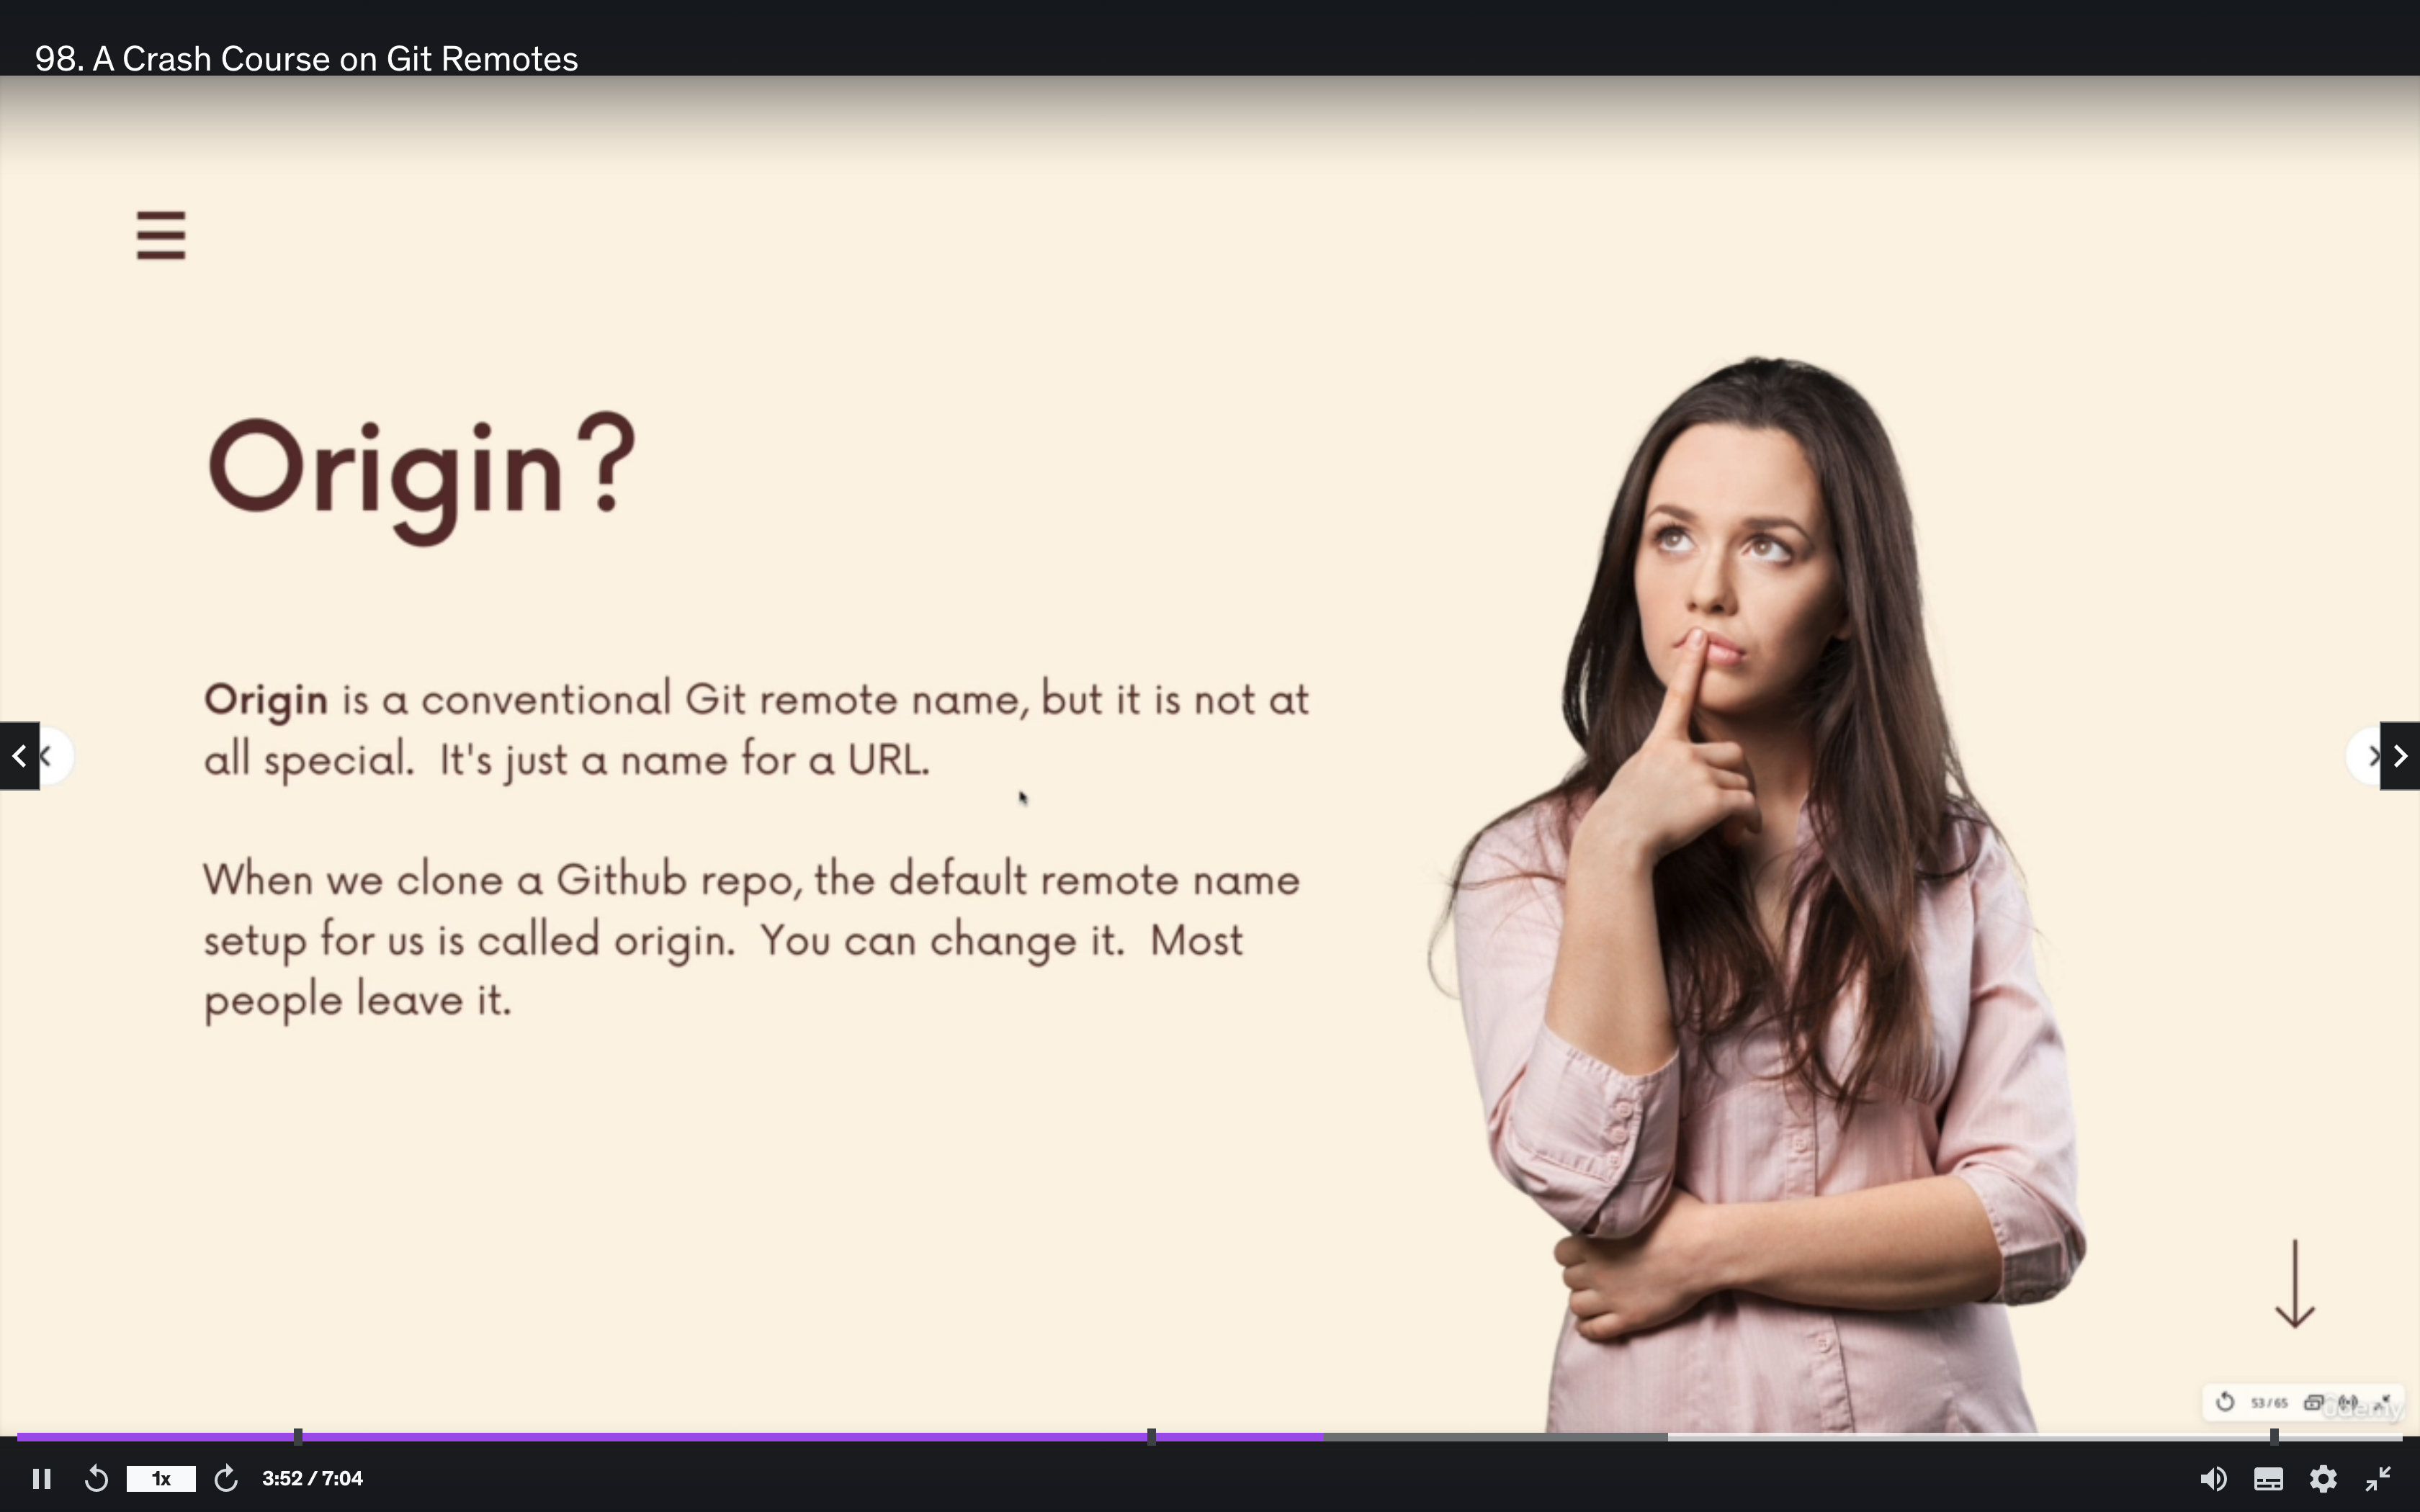 98. A Crash Course on Git Remotes
Origin?
Origin is a conventional Git remote name, but it is not at
all special. It's just a name for a URL.
When we clone a Github repo, the default remote name
setup for us is called origin. You can change it. Most
people leave it.
53 / 65
Udemy
1x
3:52 / 7:04